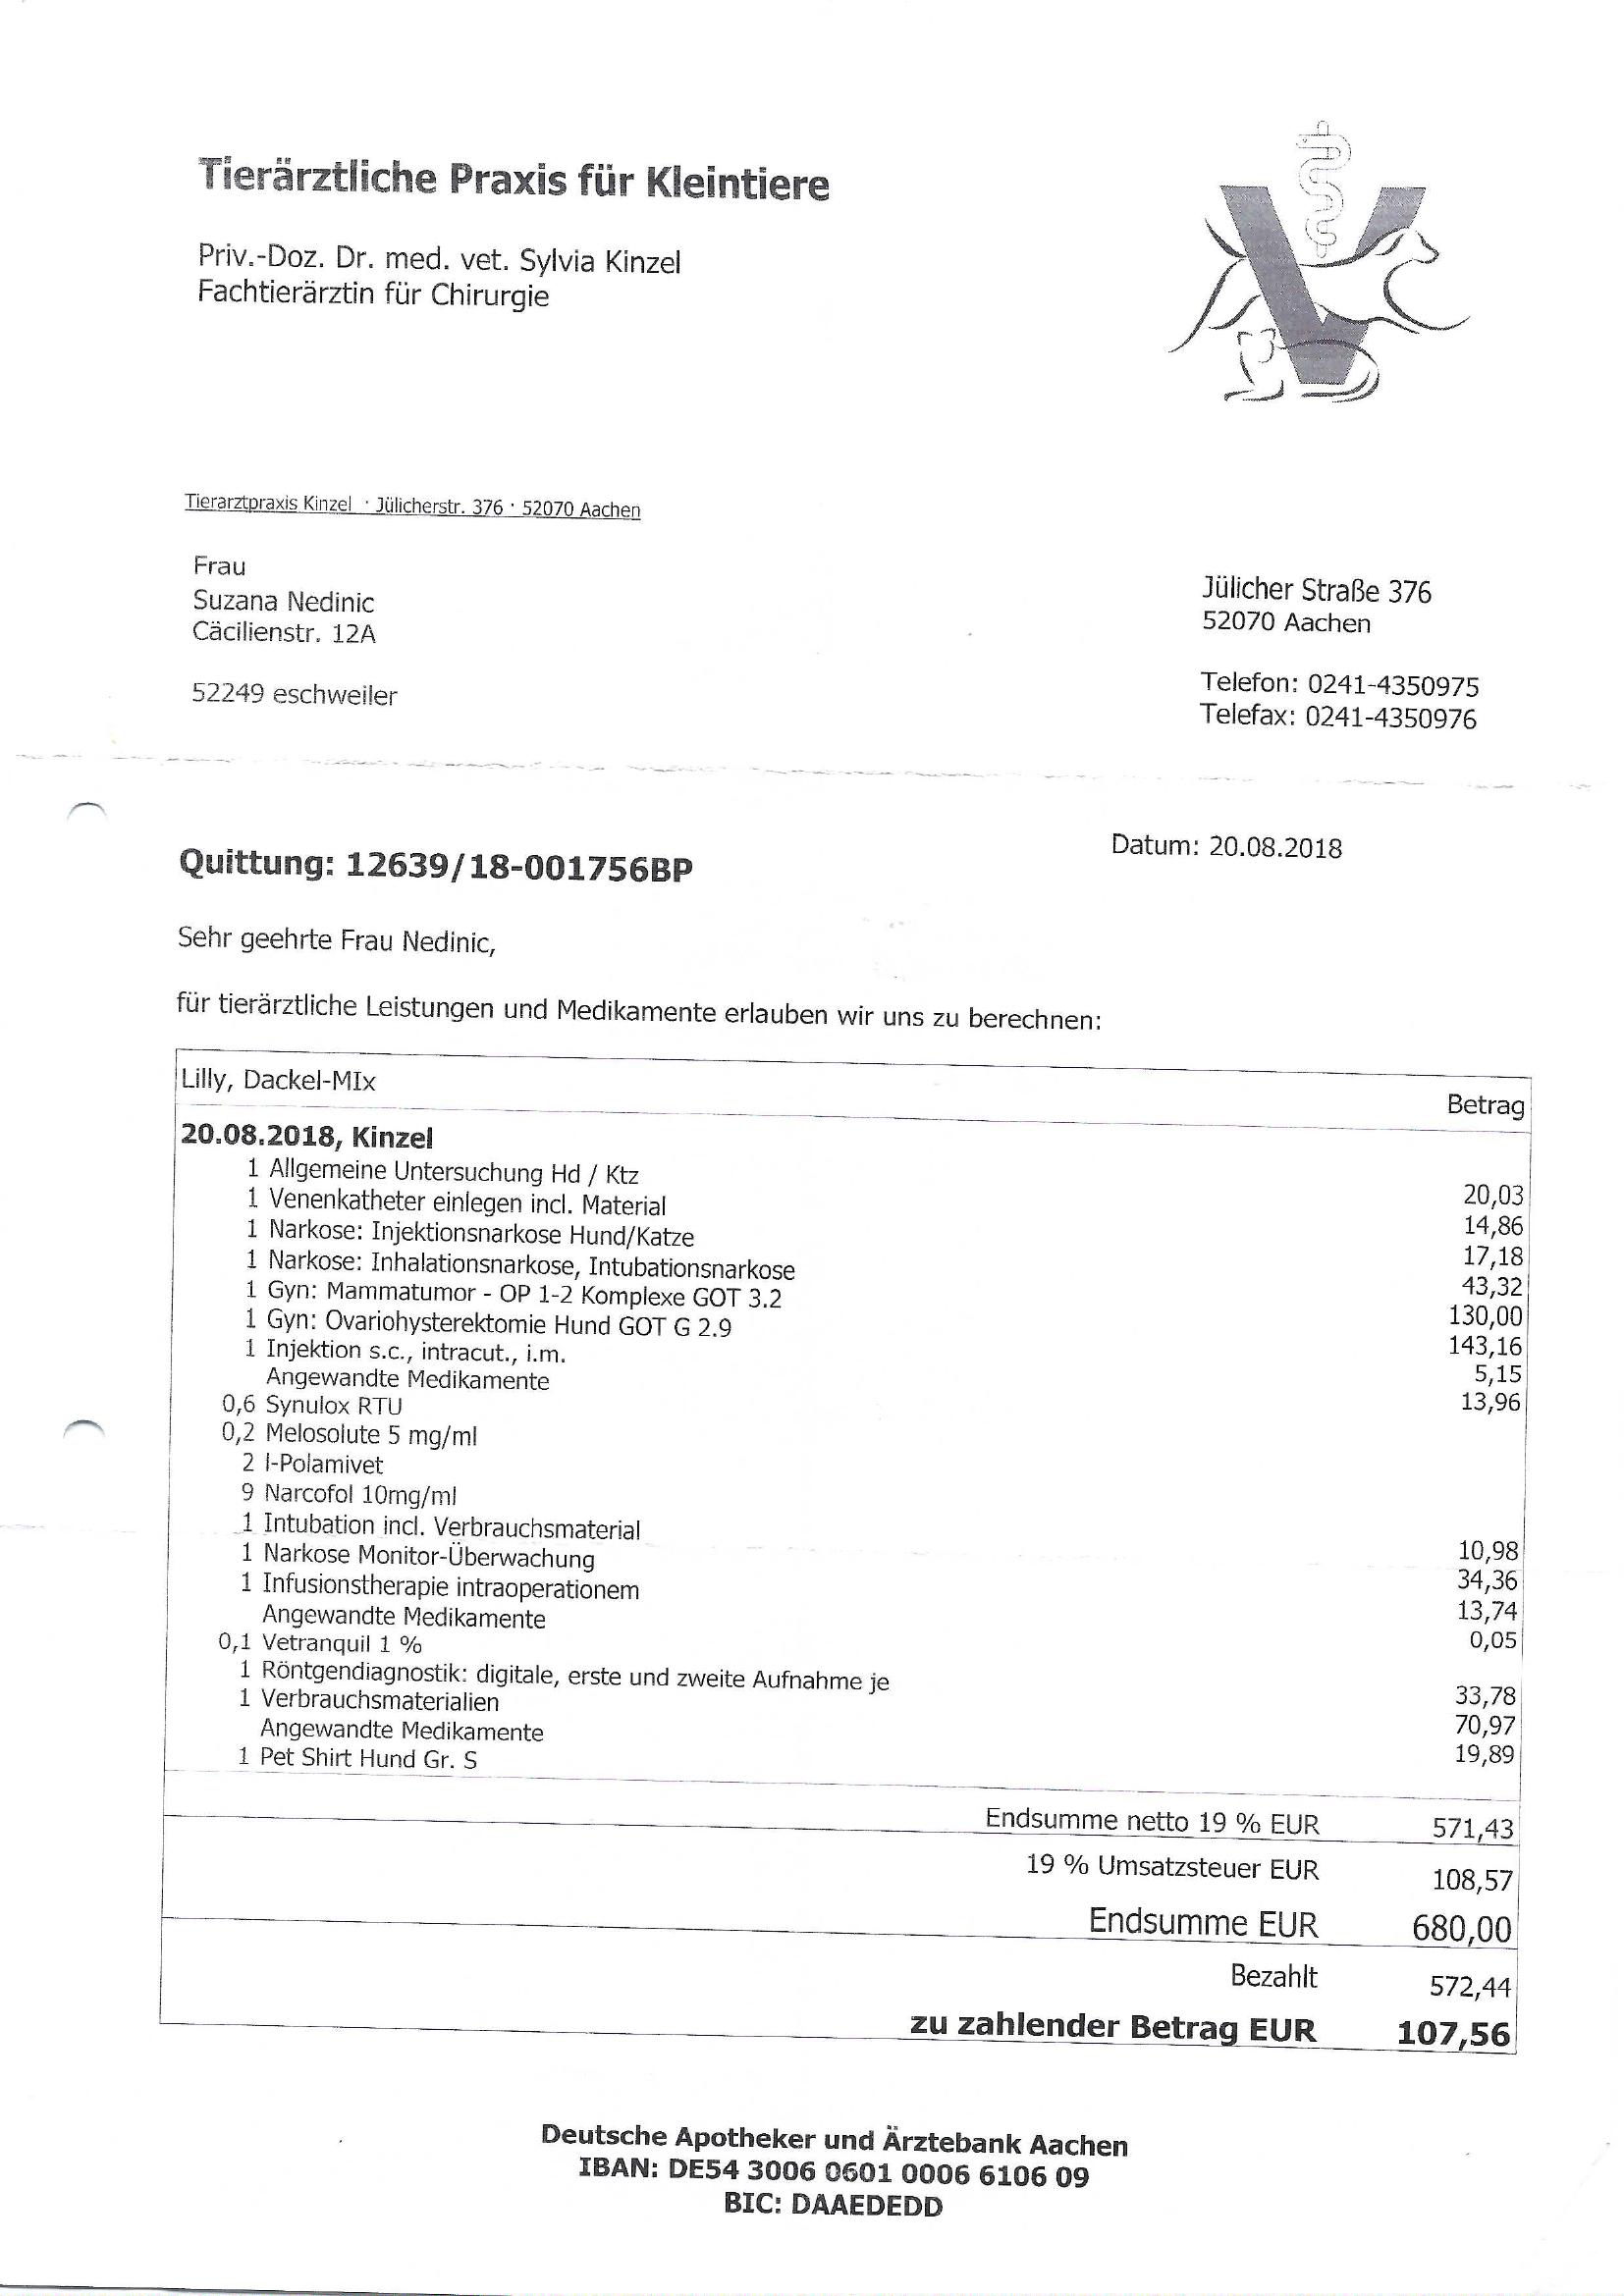 Tierärztliche Praxis für Kleintiere
Priv.-Doz. Dr. med. vet. Sylvia Kinzel
Fachtierärztin für Chirurgie
Tierarztpraxis Kinzel · Jülicherstr. 376 · 52070 Aachen
Frau
Suzana Nedinic
Cäcilienstr. 12A
52249 eschweiler
Jülicher Straße 376
52070 Aachen
Telefon: 0241-4350975
Telefax: 0241-4350976
Datum: 20.08.2018
Quittung: 12639/18-001756BP
Sehr geehrte Frau Nedinic,
für tierärztliche Leistungen und Medikamente erlauben wir uns zu berechnen:
Lilly, Dackel-MIx Betrag
20.08.2018, Kinzel
1 Allgemeine Untersuchung Hd / Ktz 20,03
1 Venenkatheter einlegen incl. Material 14,86
1 Narkose: Injektionsnarkose Hund/Katze 17,18
1 Narkose: Inhalationsnarkose, Intubationsnarkose 43,32
1 Gyn: Mammatumor - OP 1-2 Komplexe GOT 3.2 130,00
1 Gyn: Ovariohysterektomie Hund GOT G 2.9 143,16
1 Injektion s.c., intracut., i.m. 5,15
Angewandte Medikamente 13,96
0,6 Synulox RTU
0,2 Melosolute 5 mg/ml
2 l-Polamivet
9 Narcofol 10mg/ml
1 Intubation incl. Verbrauchsmaterial 10,98
1 Narkose Monitor-Überwachung 34,36
1 Infusionstherapie intraoperationem 13,74
Angewandte Medikamente 0,05
0,1 Vetranquil 1 %
1 Röntgendiagnostik: digitale, erste und zweite Aufnahme je 33,78
1 Verbrauchsmaterialien 70,97
Angewandte Medikamente 19,89
1 Pet Shirt Hund Gr. S
Endsumme netto 19 % EUR 571,43
19 % Umsatzsteuer EUR 108,57
Endsumme EUR 680,00
Bezahlt 572,44
zu zahlender Betrag EUR 107,56
Deutsche Apotheker und Ärztebank Aachen
IBAN: DE54 3006 0601 0006 6106 09
BIC: DAAEDEDD